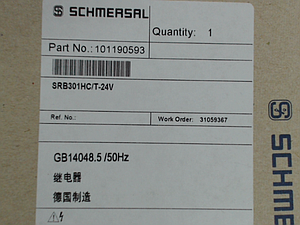 SCHMERSAL
Quantity: 1
Part No.: 101190593
SRB301HC/T-24V
Ref.No.:
Work Order: 31059367
GB14048.5 /50Hz
继电器
德国制造
SCHMERSAL